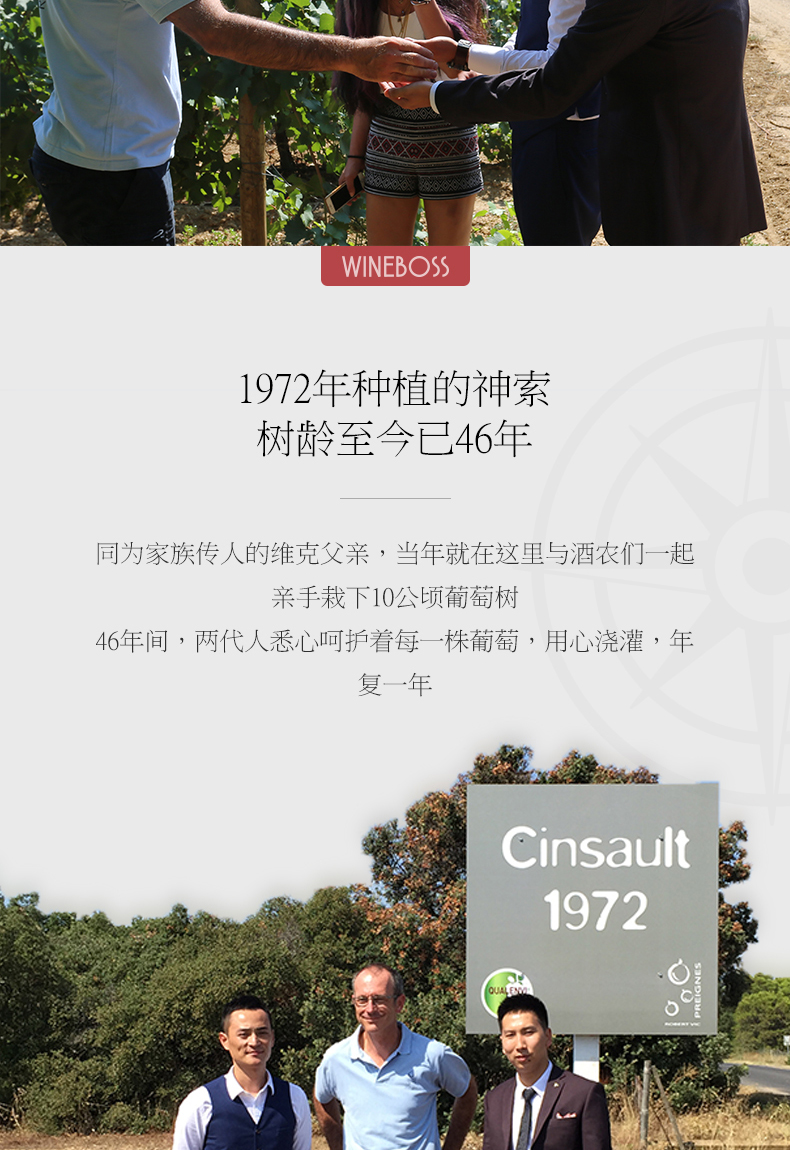 WINEBOSS
1972年种植的神索
树龄至今已46年
同为家族传人的维克父亲，当年就在这里与酒农们一起
亲手栽下10公顷葡萄树
46年间，两代人悉心呵护着每一株葡萄，用心浇灌，年
复一年
Cinsault
1972
QUALENVI
PREIGNES
ROBERT VIC